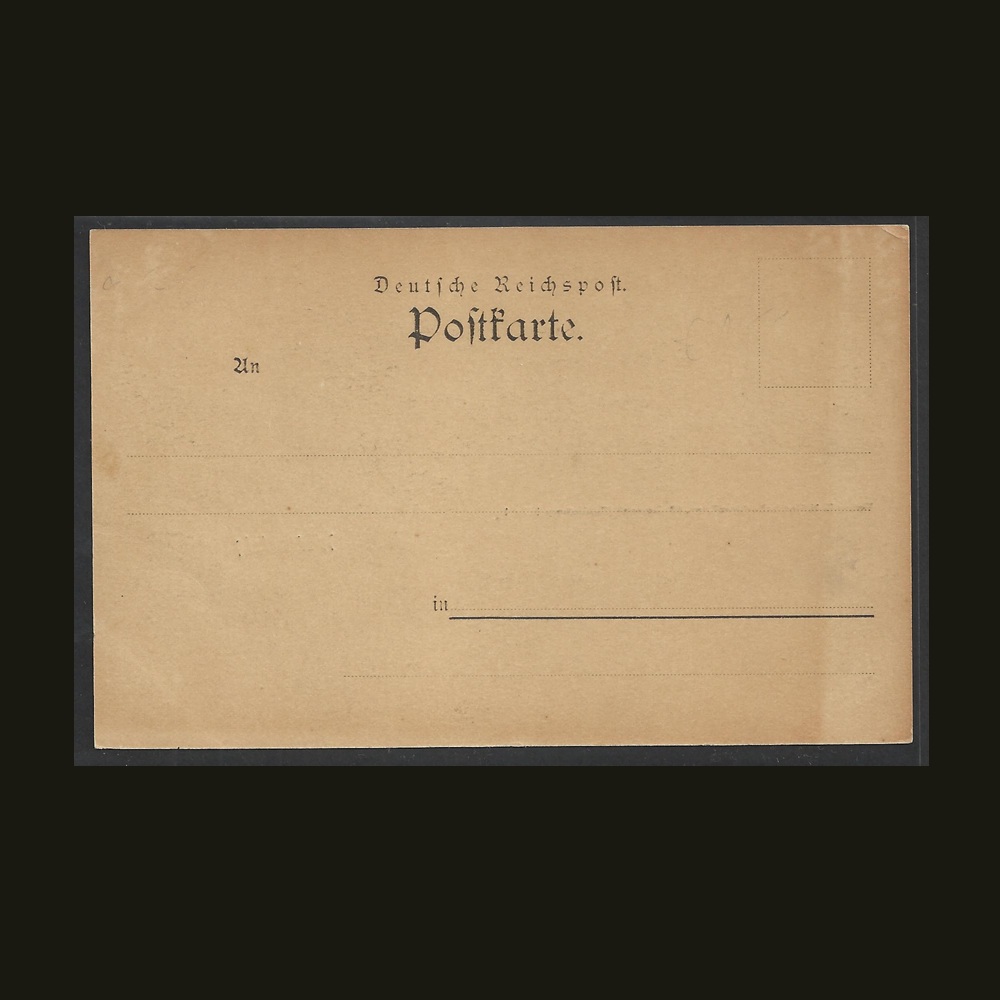 Deutsche Reichspost.
Postkarte.
An
in